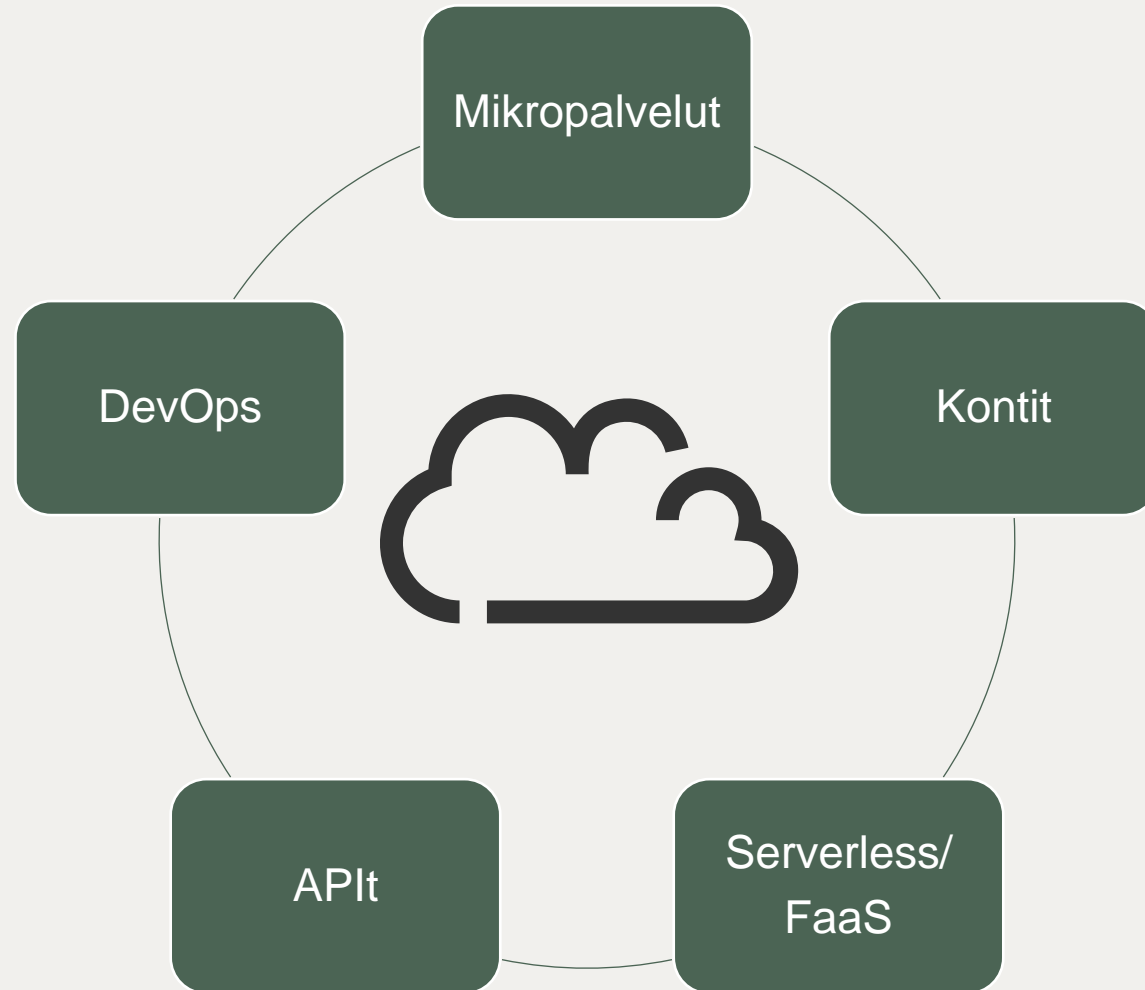 Mikropalvelut
DevOps
Kontit
APIt
Serverless/
FaaS